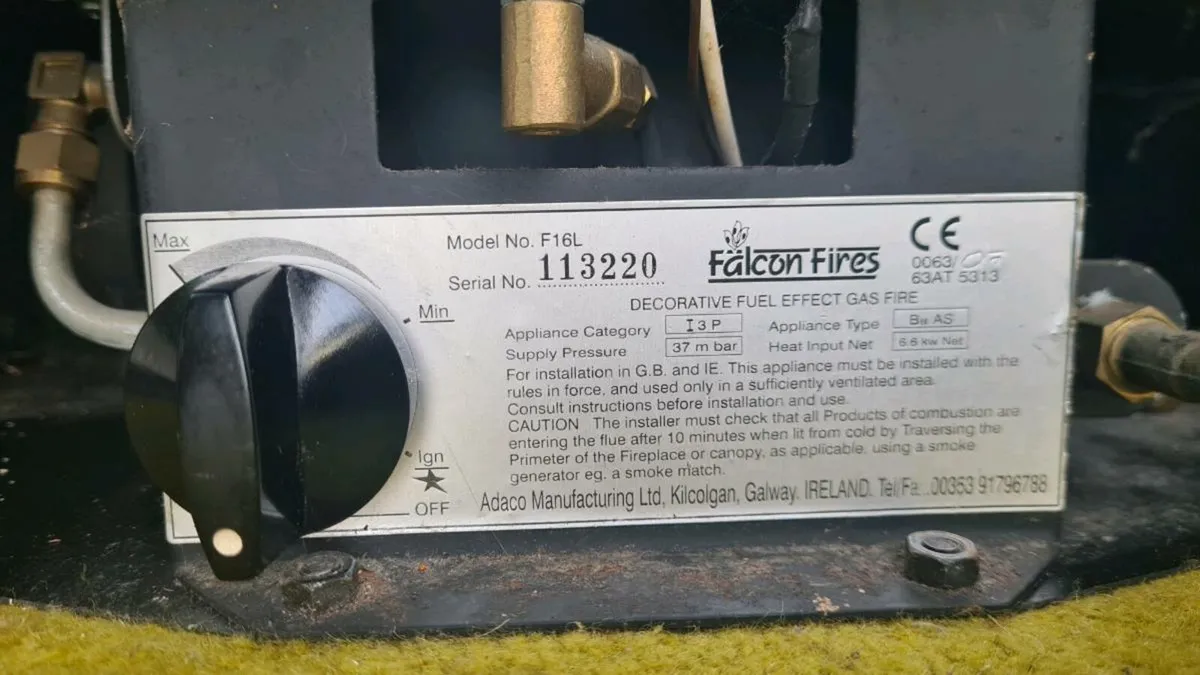 Max
Min
Ign
OFF
Model No. F16L
Serial No. 113220
Falcon Fires
CE
0063/07
63AT 5313
DECORATIVE FUEL EFFECT GAS FIRE
Appliance Category I3P Appliance Type BII AS
Supply Pressure 37 m bar Heat Input Net 6.6 kw Net
For installation in G.B. and IE. This appliance must be installed with the
rules in force, and used only in a sufficiently ventilated area.
Consult instructions before installation and use.
CAUTION The installer must check that all Products of combustion are
entering the flue after 10 minutes when lit from cold by Traversing the
Primeter of the Fireplace or canopy, as applicable, using a smoke
generator eg. a smoke match.
Adaco Manufacturing Ltd, Kilcolgan, Galway. IRELAND. Tel/Fa...00353 91796788